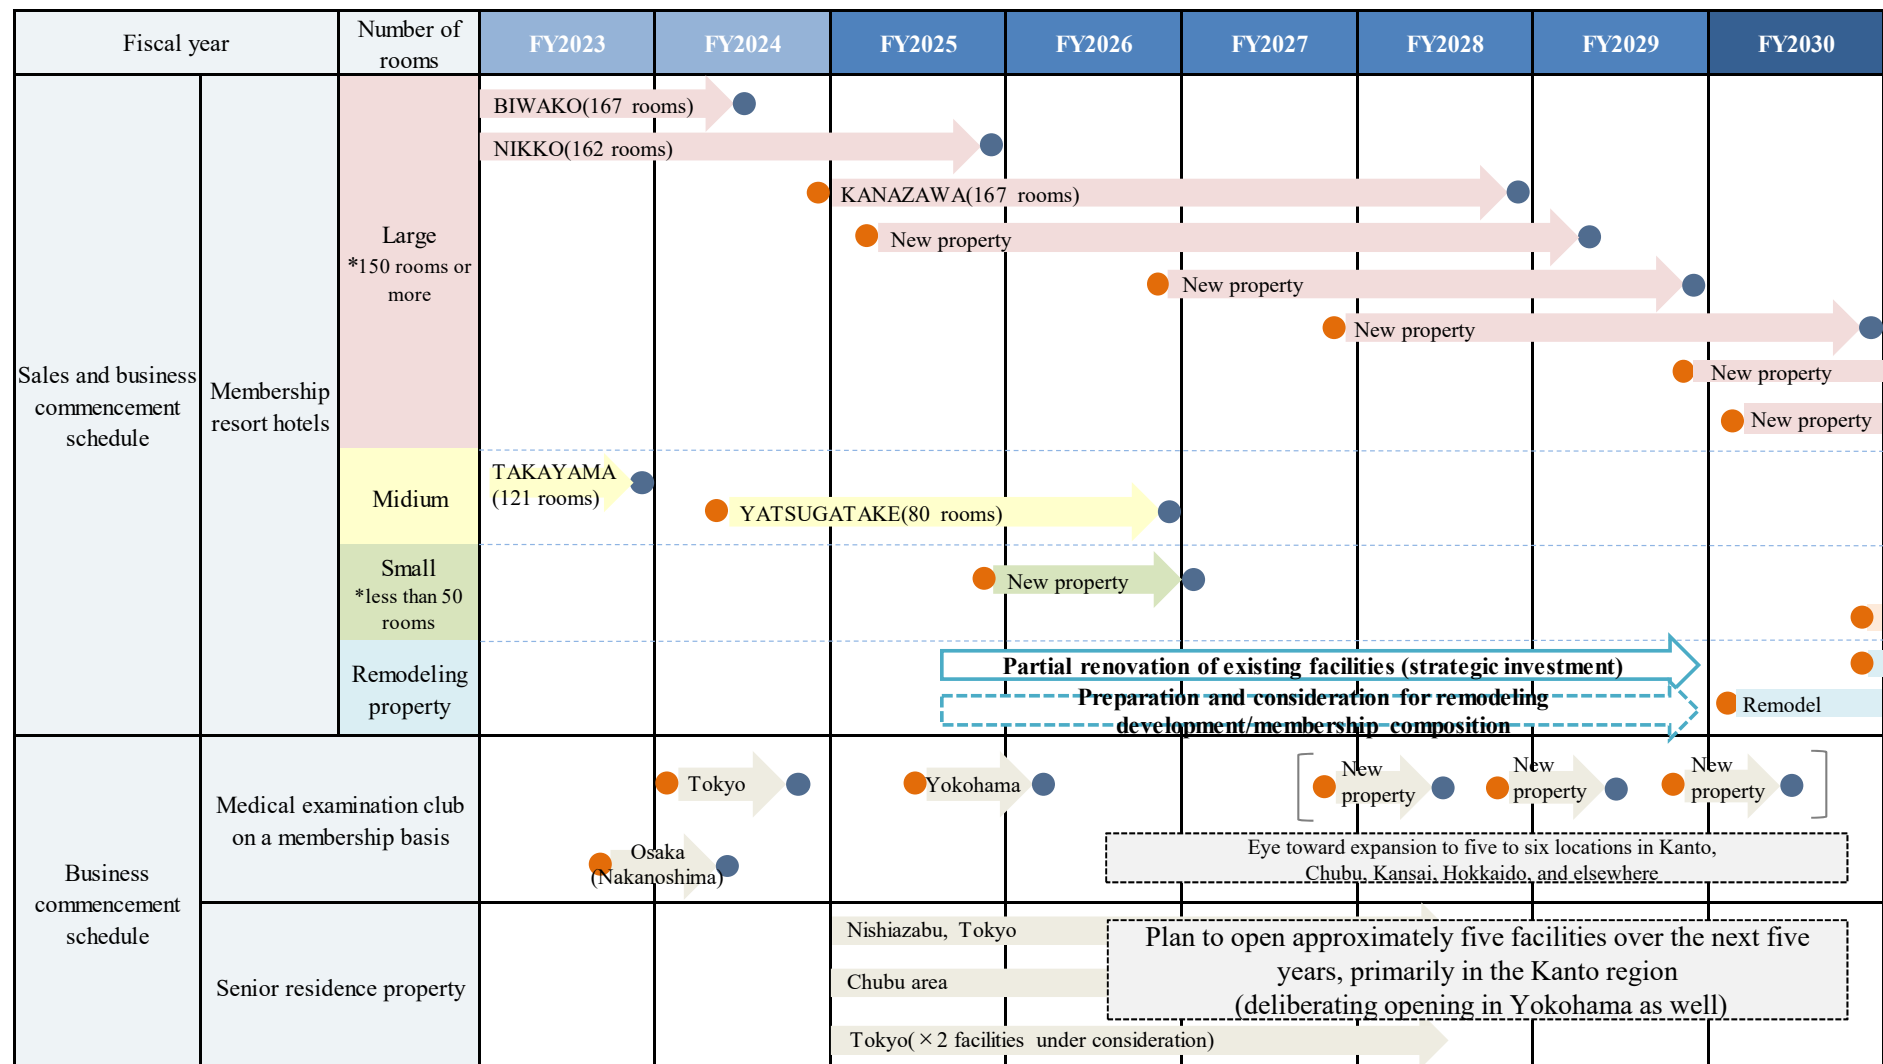 Fiscal year
Number of
rooms
FY2023
FY2024
FY2025
FY2026
FY2027
FY2028
FY2029
FY2030
Sales and business
commencement
schedule
Membership
resort hotels
Large
*150 rooms or
more
BIWAKO(167 rooms)
NIKKO(162 rooms)
KANAZAWA(167 rooms)
New property
New property
New property
New property
New property
Midium
TAKAYAMA
(121 rooms)
YATSUGATAKE(80 rooms)
Small
*less than 50
rooms
New property
Remodeling
property
Partial renovation of existing facilities (strategic investment)
Preparation and consideration for remodeling
development/membership composition
Remodel
Business
commencement
schedule
Medical examination club
on a membership basis
Tokyo
Yokohama
New
property
New
property
New
property
Osaka
(Nakanoshima)
Eye toward expansion to five to six locations in Kanto,
Chubu, Kansai, Hokkaido, and elsewhere
Senior residence property
Nishiazabu, Tokyo
Chubu area
Tokyo(×2 facilities under consideration)
Plan to open approximately five facilities over the next five
years, primarily in the Kanto region
(deliberating opening in Yokohama as well)